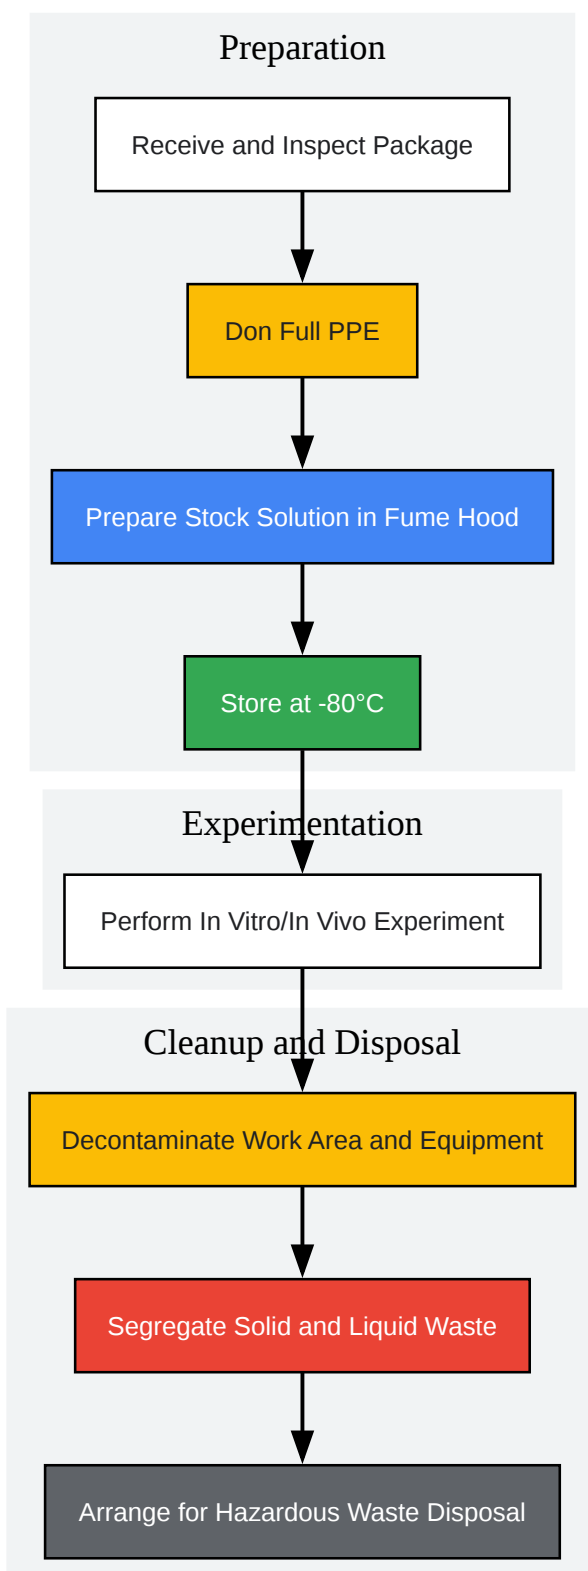 Preparation
Receive and Inspect Package
Don Full PPE
Prepare Stock Solution in Fume Hood
Store at -80°C
Experimentation
Perform In Vitro/In Vivo Experiment
Cleanup and Disposal
Decontaminate Work Area and Equipment
Segregate Solid and Liquid Waste
Arrange for Hazardous Waste Disposal